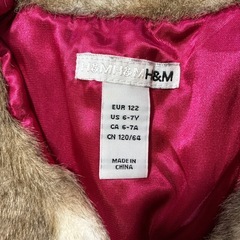 H&M H&M H&M
EUR 122
US 6-7Y
CA 6-7A
CN 120/64
MADE IN
CHINA